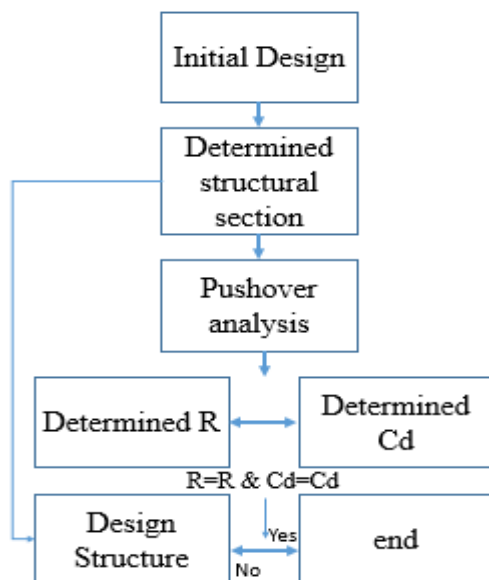 Initial Design
Determined
structural
section
Pushover
analysis
Determined R
Determined
Cd
R=R & Cd=Cd
Design
Structure
Yes
No
end